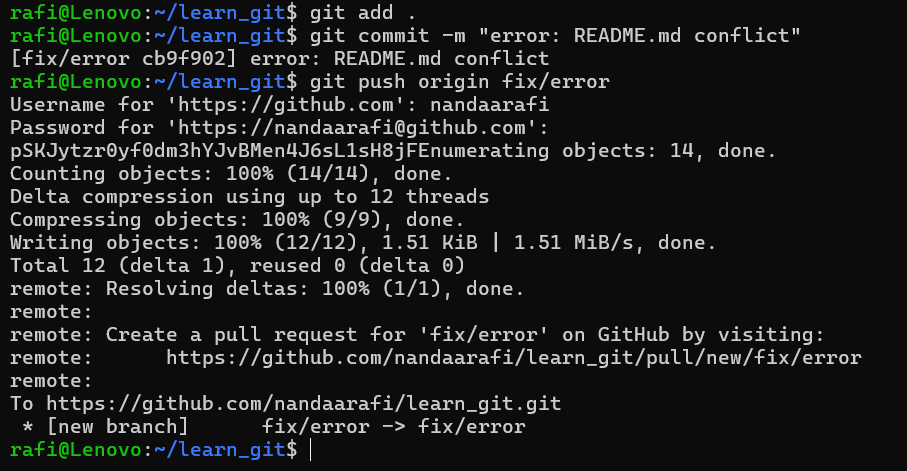 rafi@Lenovo:~/learn_git$ git add .
rafi@Lenovo:~/learn_git$ git commit -m "error: README.md conflict"
[fix/error cb9f902] error: README.md conflict
rafi@Lenovo:~/learn_git$ git push origin fix/error
Username for 'https://github.com': nandaarafi
Password for 'https://nandaarafi@github.com':
pSKJytzr0yf0dm3hYJvBMen4J6sL1sH8jFEnumerating objects: 14, done.
Counting objects: 100% (14/14), done.
Delta compression using up to 12 threads
Compressing objects: 100% (9/9), done.
Writing objects: 100% (12/12), 1.51 KiB | 1.51 MiB/s, done.
Total 12 (delta 1), reused 0 (delta 0)
remote: Resolving deltas: 100% (1/1), done.
remote:
remote: Create a pull request for 'fix/error' on GitHub by visiting:
remote:      https://github.com/nandaarafi/learn_git/pull/new/fix/error
remote:
To https://github.com/nandaarafi/learn_git.git
 * [new branch]      fix/error -> fix/error
rafi@Lenovo:~/learn_git$